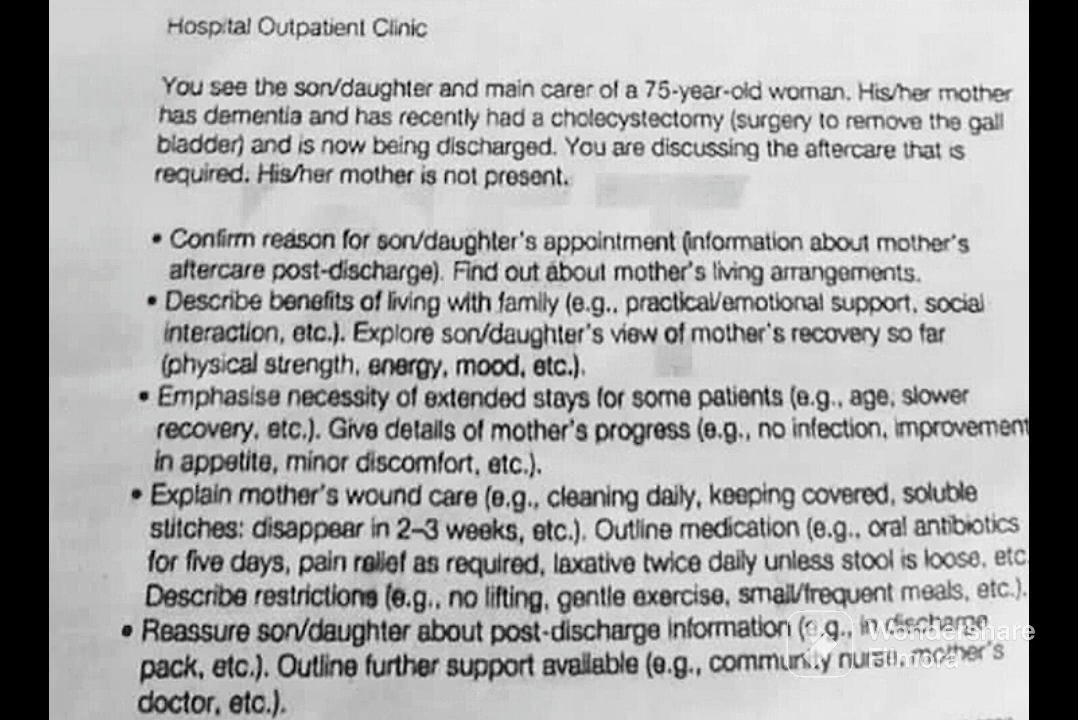 Hospital Outpatient Clinic
You see the son/daughter and main carer of a 75-year-old woman. His/her mother
has dementia and has recently had a cholecystectomy (surgery to remove the gall
bladder) and is now being discharged. You are discussing the aftercare that is
required. His/her mother is not present.
• Confirm reason for son/daughter's appointment (information about mother's
aftercare post-discharge). Find out about mother's living arrangements.
• Describe benefits of living with family (e.g., practical/emotional support, social
interaction, etc.). Explore son/daughter's view of mother's recovery so far
(physical strength, energy, mood, etc.).
• Emphasise necessity of extended stays for some patients (e.g., age, slower
recovery, etc.). Give details of mother's progress (e.g., no infection, improvement
in appetite, minor discomfort, etc.).
• Explain mother's wound care (e.g., cleaning daily, keeping covered, soluble
stitches: disappear in 2–3 weeks, etc.). Outline medication (e.g., oral antibiotics
for five days, pain relief as required, laxative twice daily unless stool is loose, etc
Describe restrictions (e.g., no lifting, gentle exercise, small/frequent meals, etc.).
• Reassure son/daughter about post-discharge information (e.g., in discharge
pack, etc.). Outline further support available (e.g., community nurse, mother's
doctor, etc.).
Wondershare
Filmora